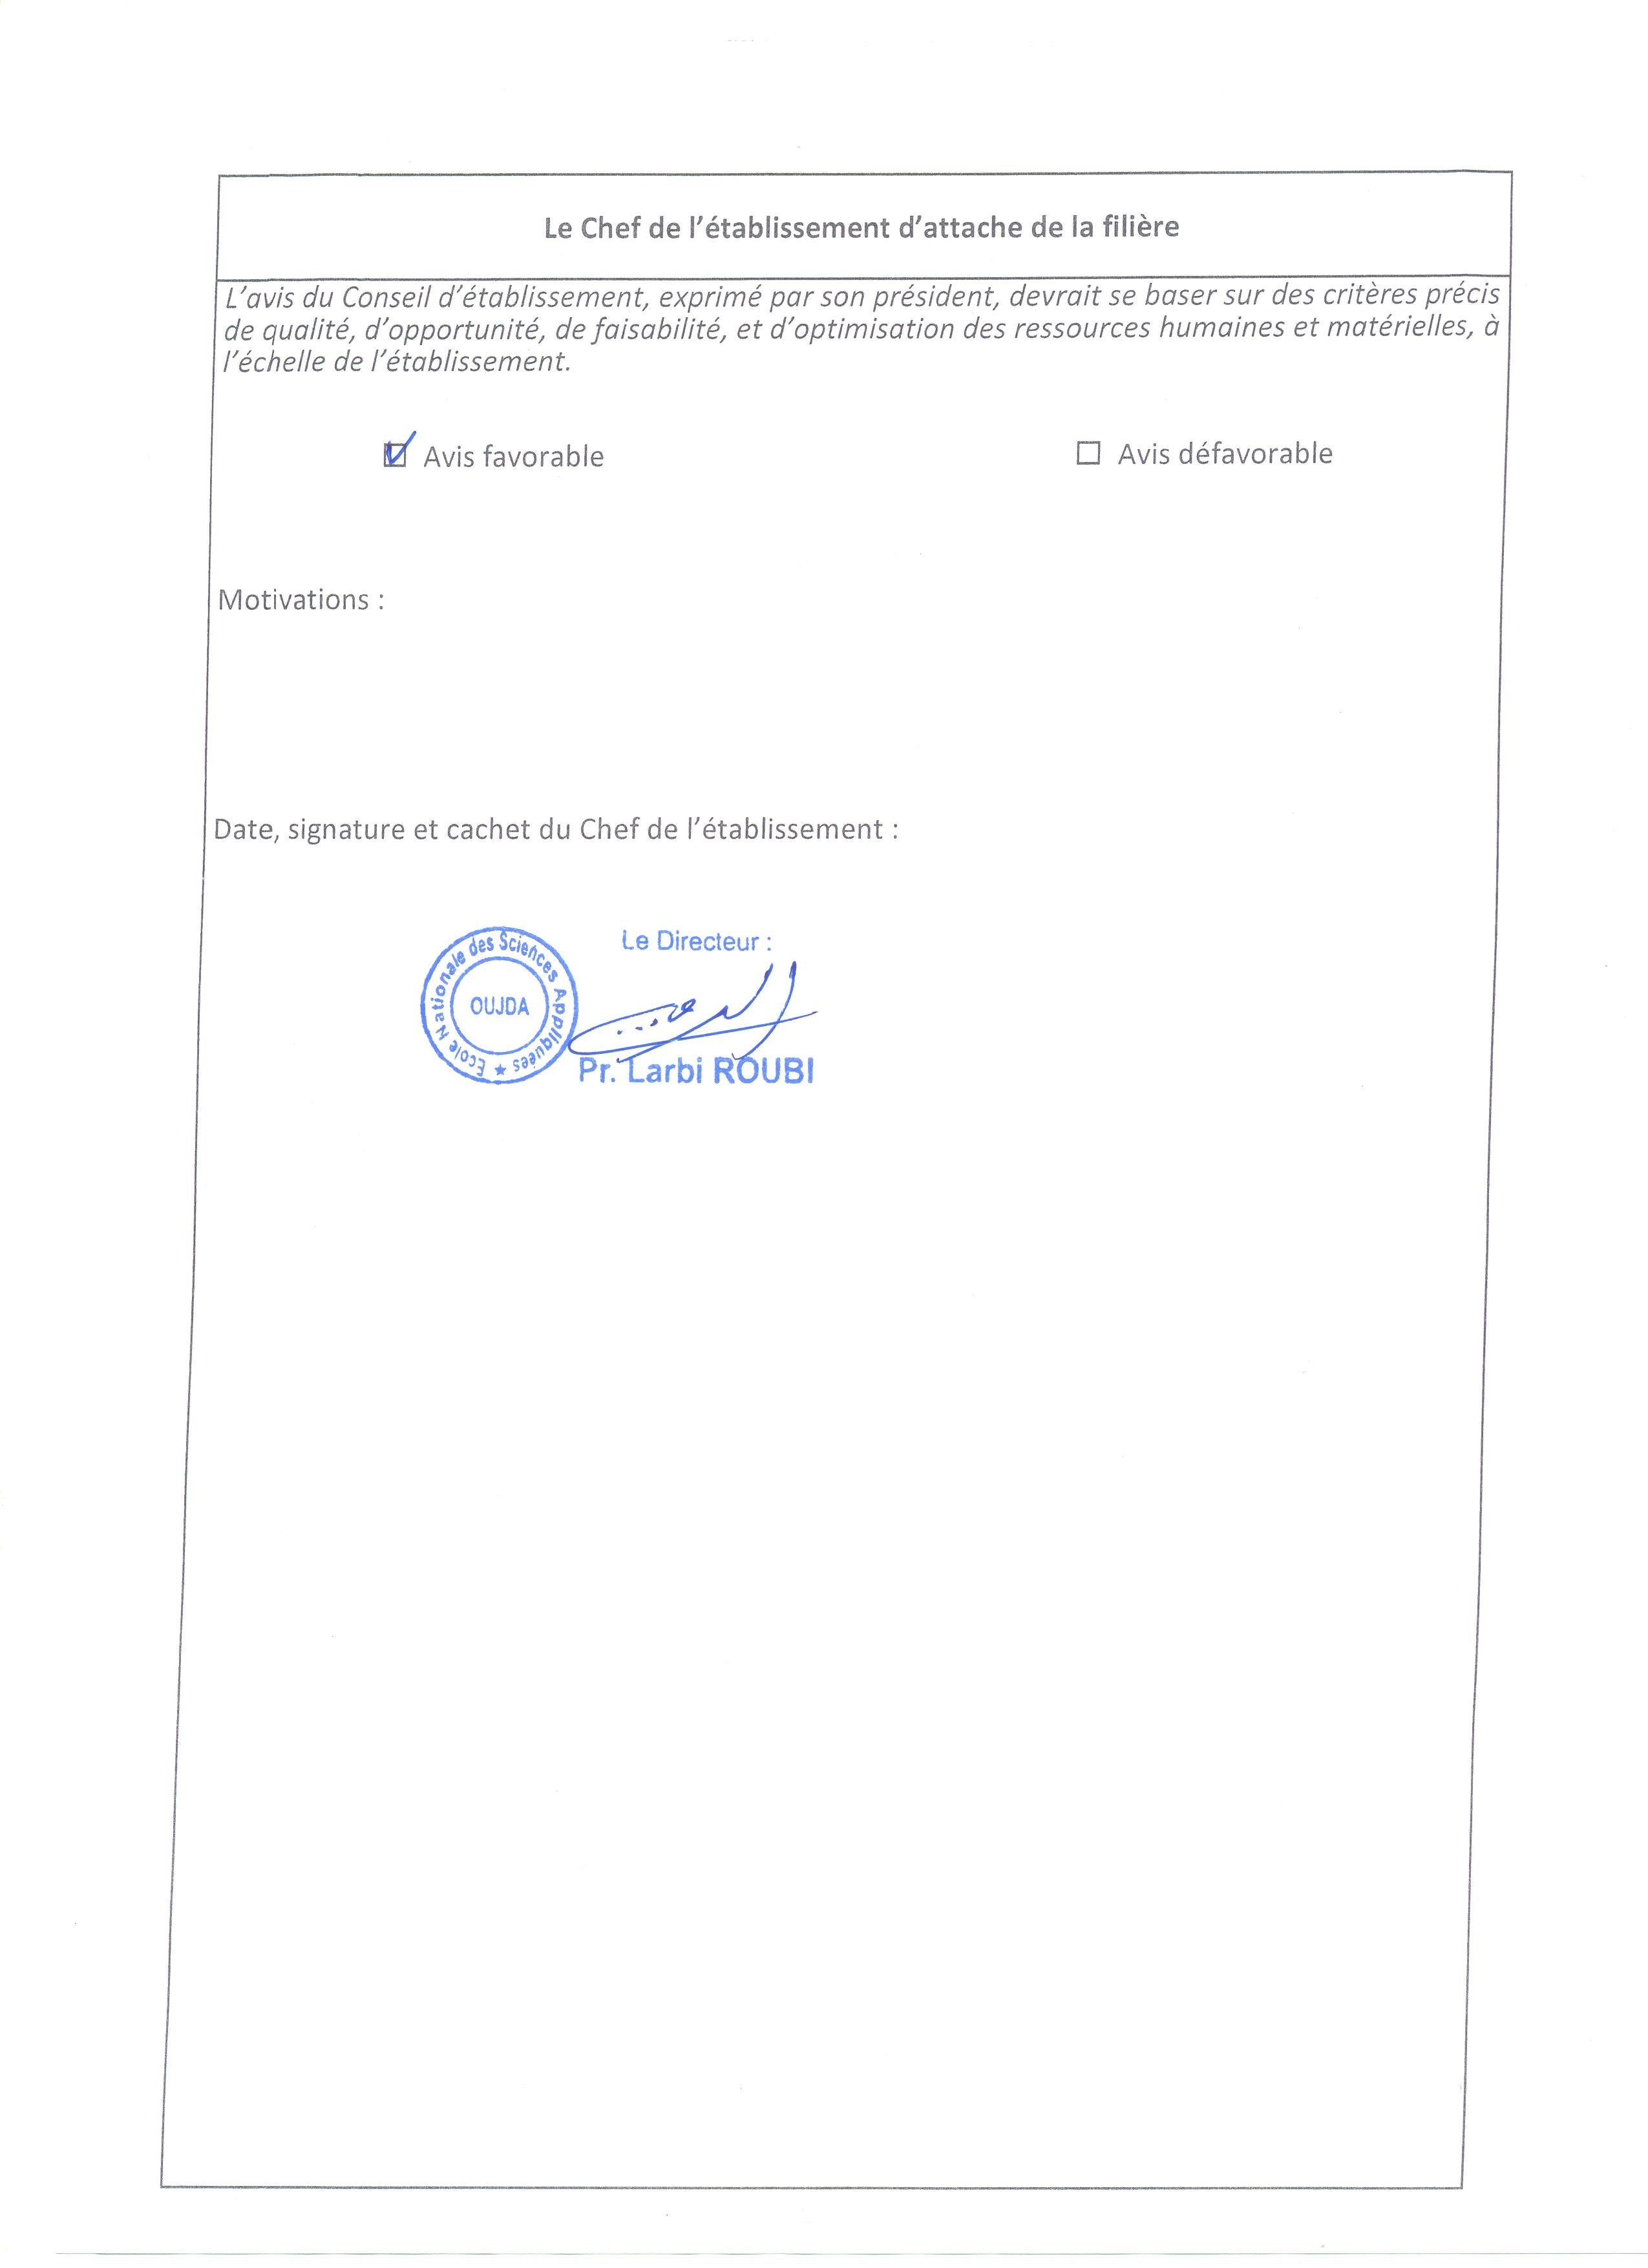 Le Chef de l'établissement d'attache de la filière
L'avis du Conseil d'établissement, exprimé par son président, devrait se baser sur des critères précis
de qualité, d'opportunité, de faisabilité, et d'optimisation des ressources humaines et matérielles, à
l'échelle de l'établissement.
☑ Avis favorable ☐ Avis défavorable
Motivations :
Date, signature et cachet du Chef de l'établissement :
Le Directeur :
Ecole Nationale des Sciences Appliquées ★
OUJDA
Pr. Larbi ROUBI